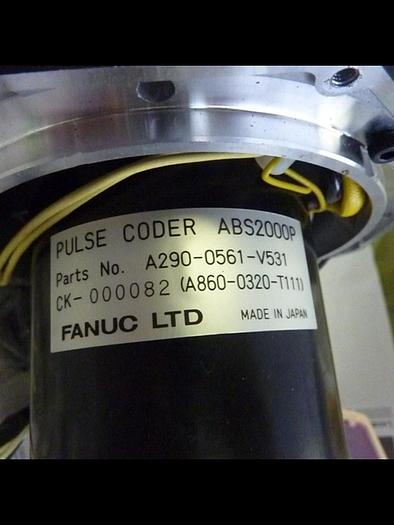 PULSE CODER ABS2000P
Parts No. A290-0561-V531
CK-000082 (A860-0320-T111)
FANUC LTD MADE IN JAPAN